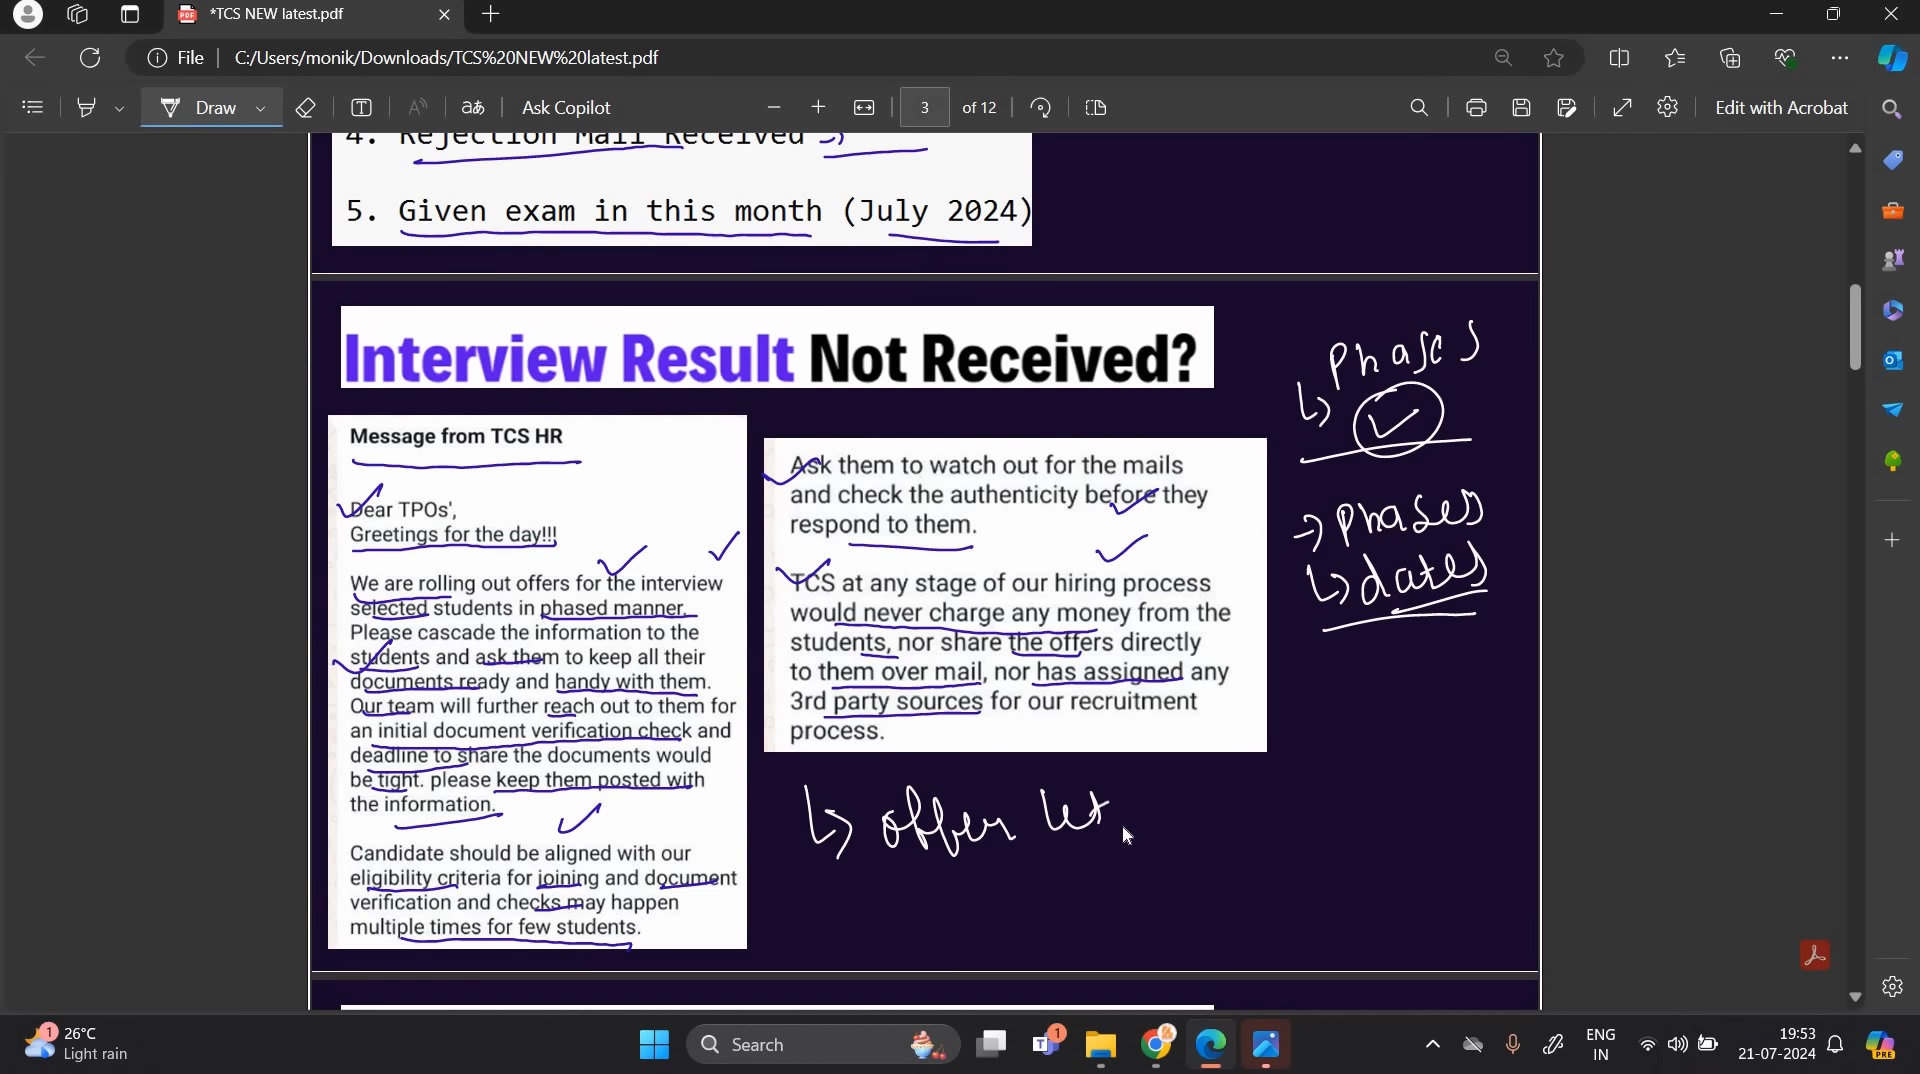 *TCS NEW latest.pdf
File
C:/Users/monik/Downloads/TCS%20NEW%20latest.pdf
Draw
aあ
Ask Copilot
3 of 12
Edit with Acrobat
4. Rejection Mail Received
5. Given exam in this month (July 2024)
Interview Result Not Received?
Message from TCS HR
Dear TPOs',
Greetings for the day!!!
We are rolling out offers for the interview
selected students in phased manner.
Please cascade the information to the
students and ask them to keep all their
documents ready and handy with them.
Our team will further reach out to them for
an initial document verification check and
deadline to share the documents would
be tight. please keep them posted with
the information.
Candidate should be aligned with our
eligibility criteria for joining and document
verification and checks may happen
multiple times for few students.
Ask them to watch out for the mails
and check the authenticity before they
respond to them.
TCS at any stage of our hiring process
would never charge any money from the
students, nor share the offers directly
to them over mail, nor has assigned any
3rd party sources for our recruitment
process.
offer let
Phases
Phases
dates
1
26°C
Light rain
Search
1
ENG
IN
19:53
21-07-2024
PRE